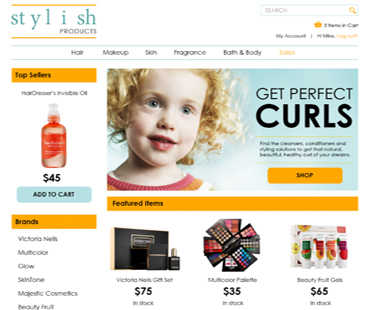 stylish
PRODUCTS
SEARCH
5 Items in Cart
My Account | Hi Mike, Log out?
Hair Makeup Skin Fragrance Bath & Body Sales
Top Sellers
HairDresser's Invisible Oil
$45
ADD TO CART
GET PERFECT
CURLS
Find the cleansers, conditioners and
styling solutions to get that natural,
beautiful, healthy curl of your dreams.
SHOP
Brands
Victoria Nells
Multicolor
Glow
SkinTone
Majestic Cosmetics
Beauty Fruit
Featured Items
Victoria Nells Gift Set
$75
In stock
Multicolor Pallette
$35
In stock
Beauty Fruit Gels
$65
In stock